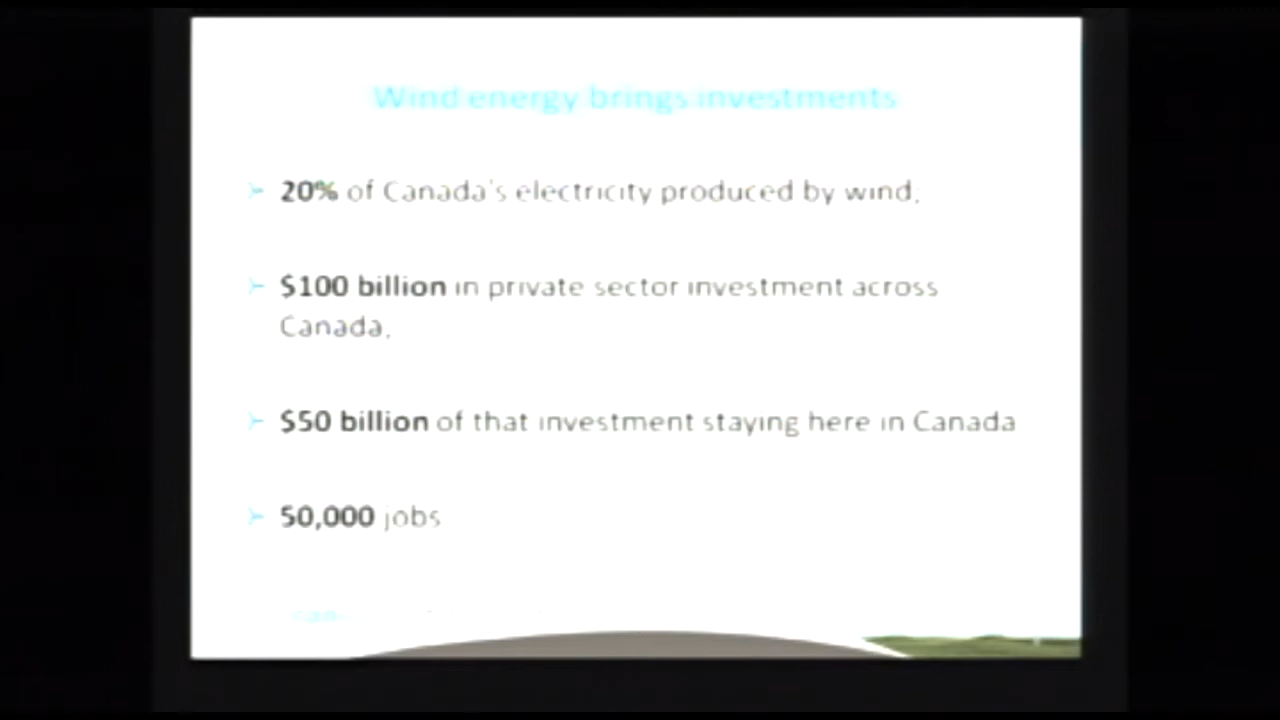 Wind energy brings investments
20% of Canada's electricity produced by wind;
$100 billion in private sector investment across
Canada,
$50 billion of that investment staying here in Canada
50,000 jobs